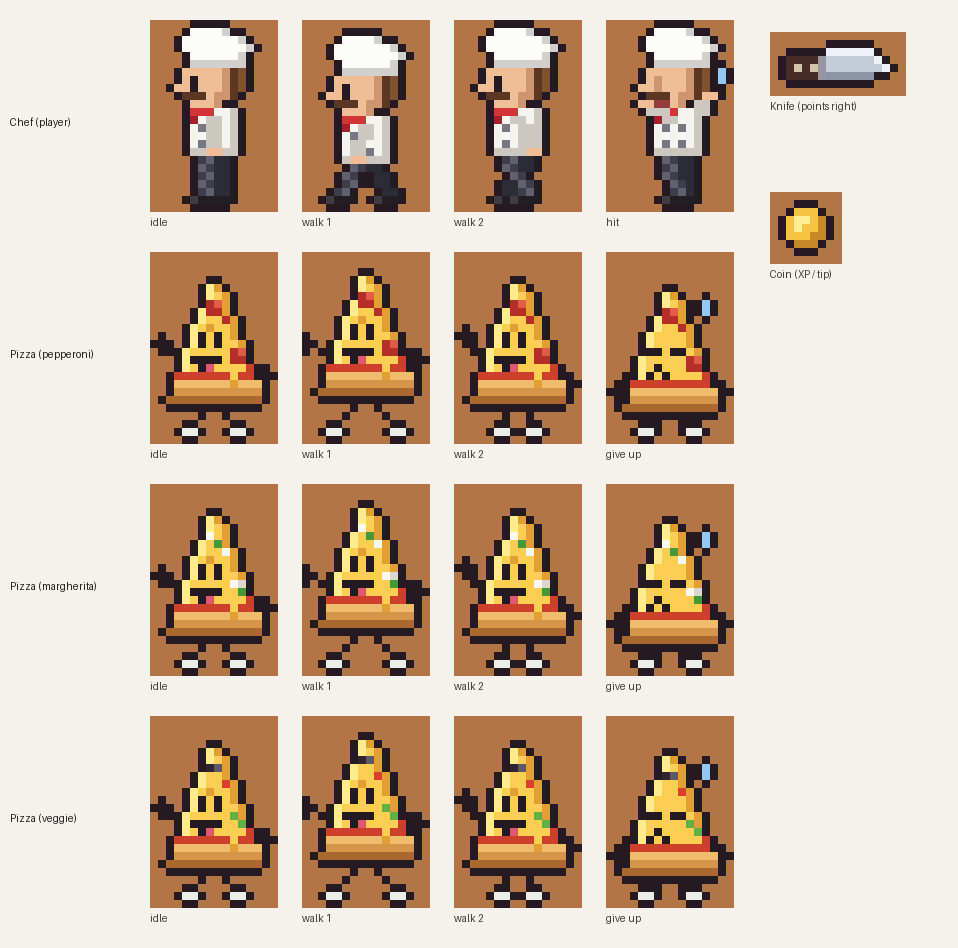 Chef (player)
idle
walk 1
walk 2
hit
Knife (points right)
Coin (XP / tip)
Pizza (pepperoni)
idle
walk 1
walk 2
give up
Pizza (margherita)
idle
walk 1
walk 2
give up
Pizza (veggie)
idle
walk 1
walk 2
give up